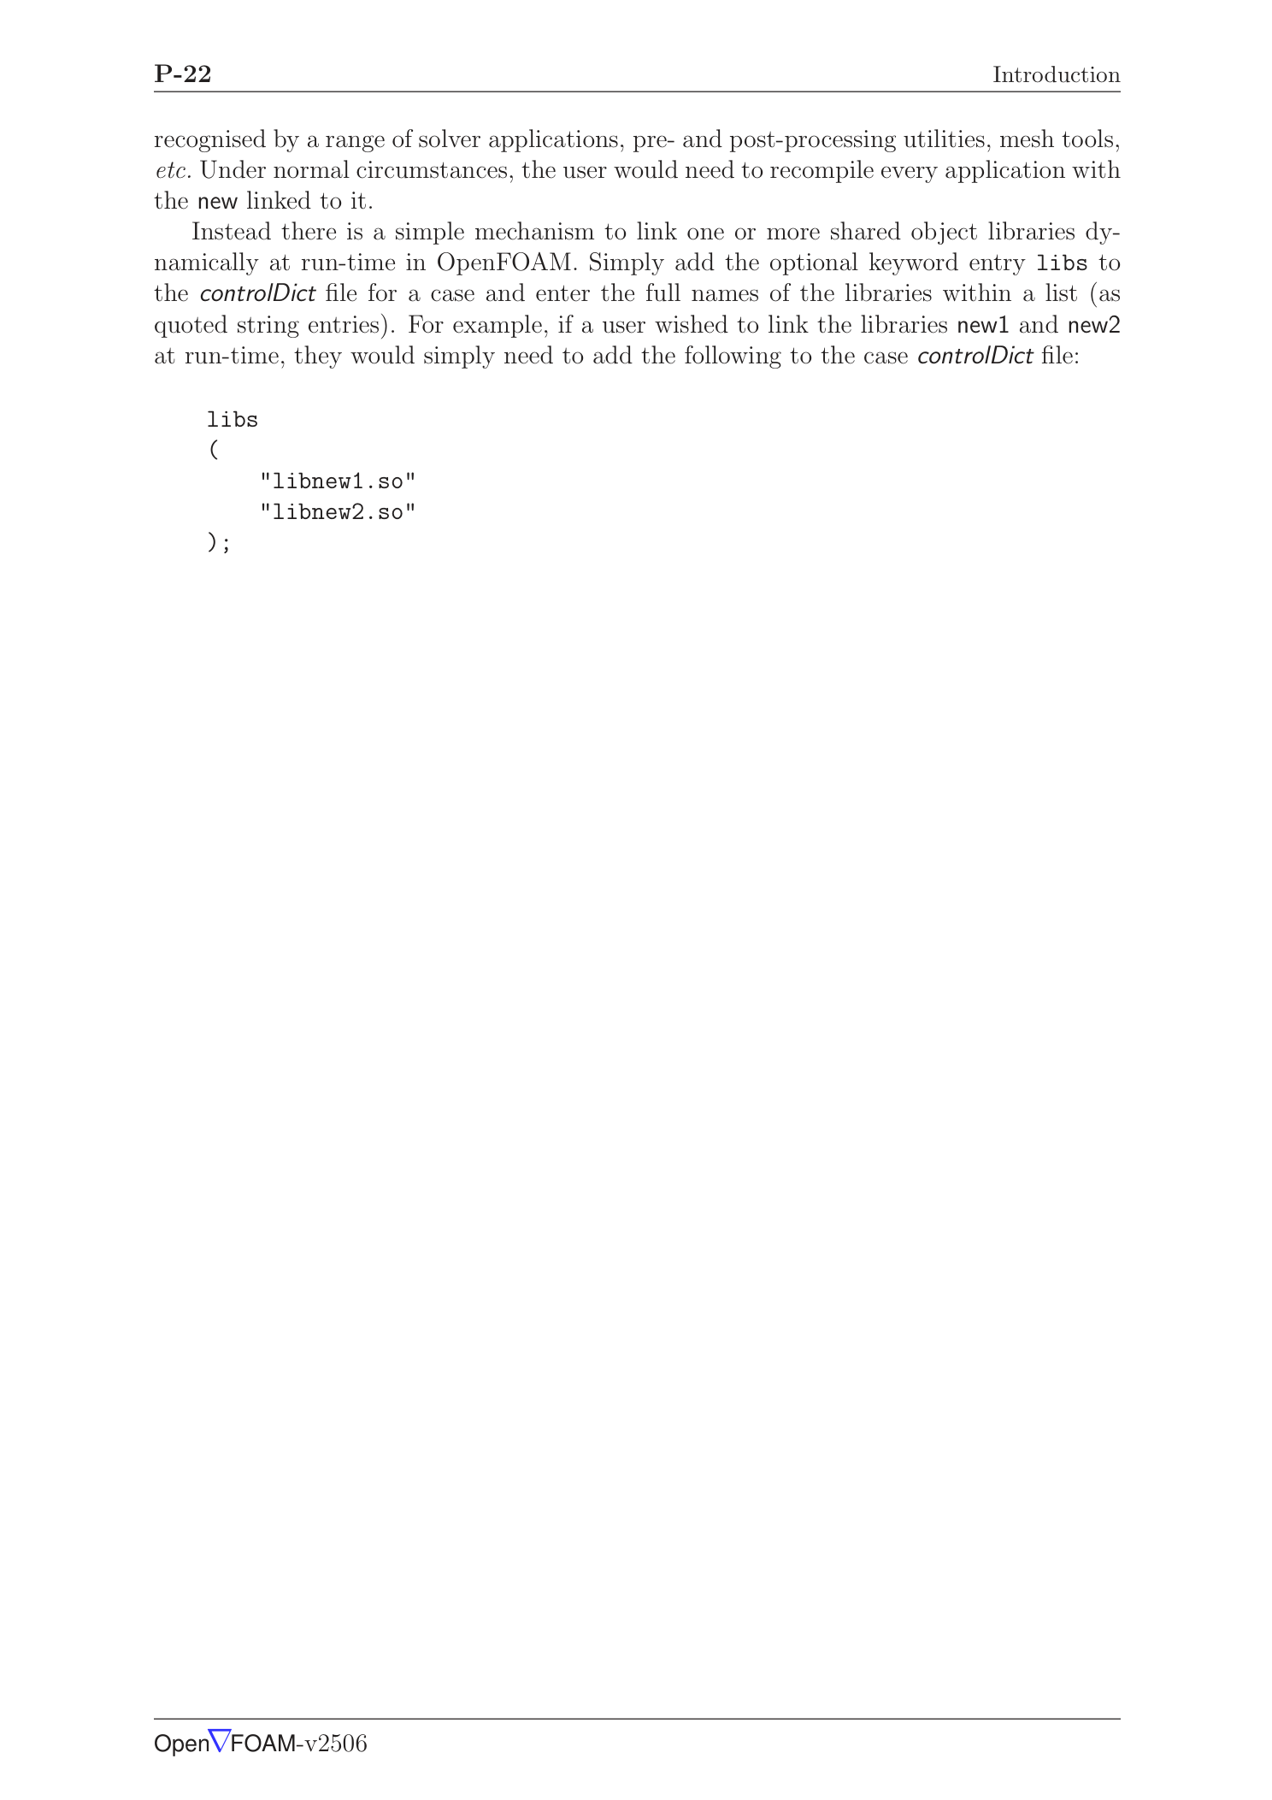 P-22 Introduction
recognised by a range of solver applications, pre- and post-processing utilities, mesh tools,
etc. Under normal circumstances, the user would need to recompile every application with
the new linked to it.
Instead there is a simple mechanism to link one or more shared object libraries dy-
namically at run-time in OpenFOAM. Simply add the optional keyword entry libs to
the controlDict file for a case and enter the full names of the libraries within a list (as
quoted string entries). For example, if a user wished to link the libraries new1 and new2
at run-time, they would simply need to add the following to the case controlDict file:
libs
(
    "libnew1.so"
    "libnew2.so"
);
Open∇FOAM-v2506